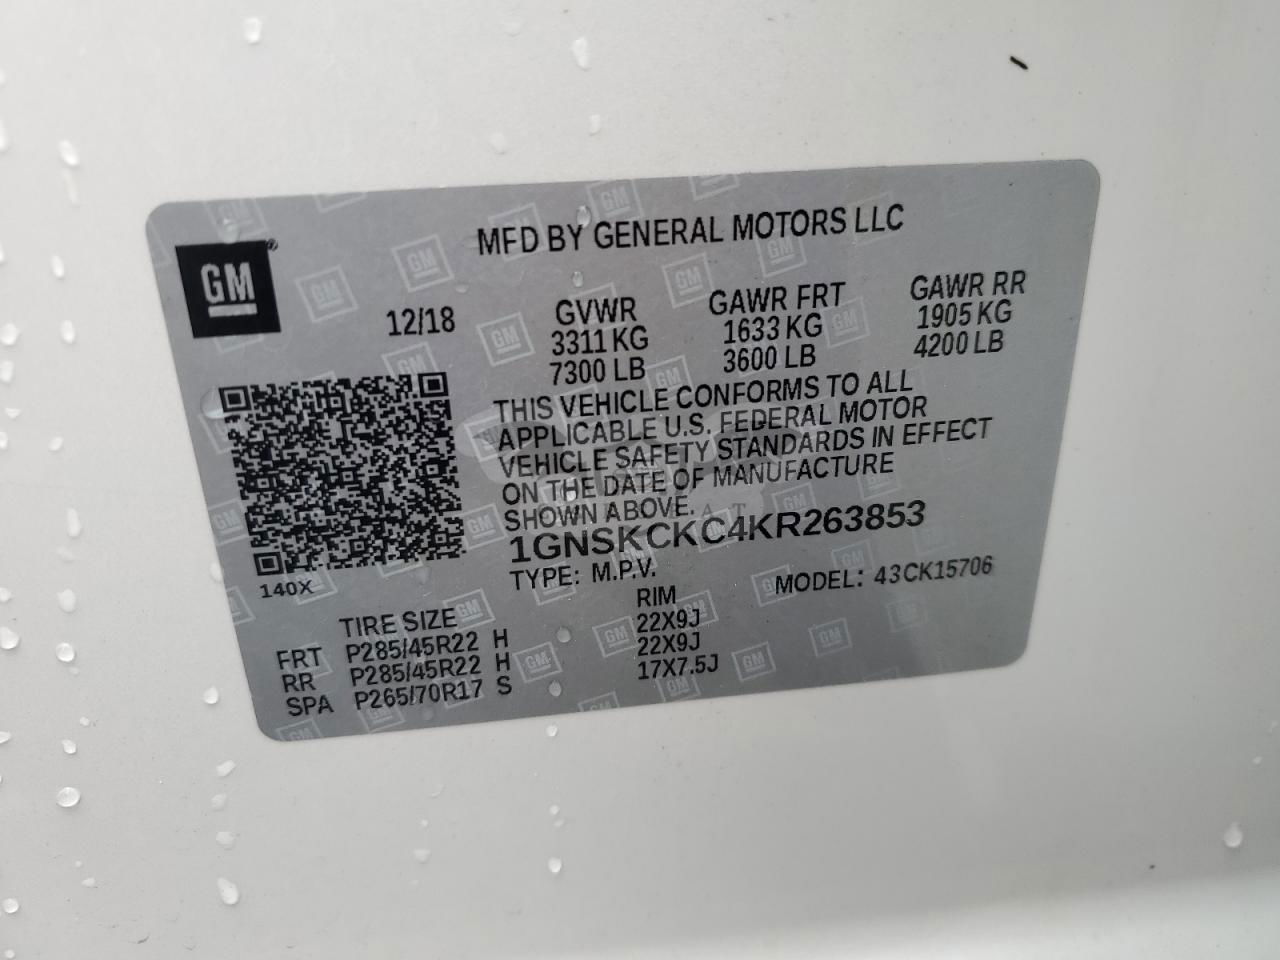 MFD BY GENERAL MOTORS LLC
GM ®
12/18 GVWR GAWR FRT GAWR RR
3311 KG 1633 KG 1905 KG
7300 LB 3600 LB 4200 LB
THIS VEHICLE CONFORMS TO ALL
APPLICABLE U.S. FEDERAL MOTOR
VEHICLE SAFETY STANDARDS IN EFFECT
ON THE DATE OF MANUFACTURE
SHOWN ABOVE.
1GNSKCKC4KR263853
140X TYPE: M.P.V. MODEL: 43CK15706
TIRE SIZE RIM
FRT P285/45R22 H 22X9J
RR P285/45R22 H 22X9J
SPA P265/70R17 S 17X7.5J